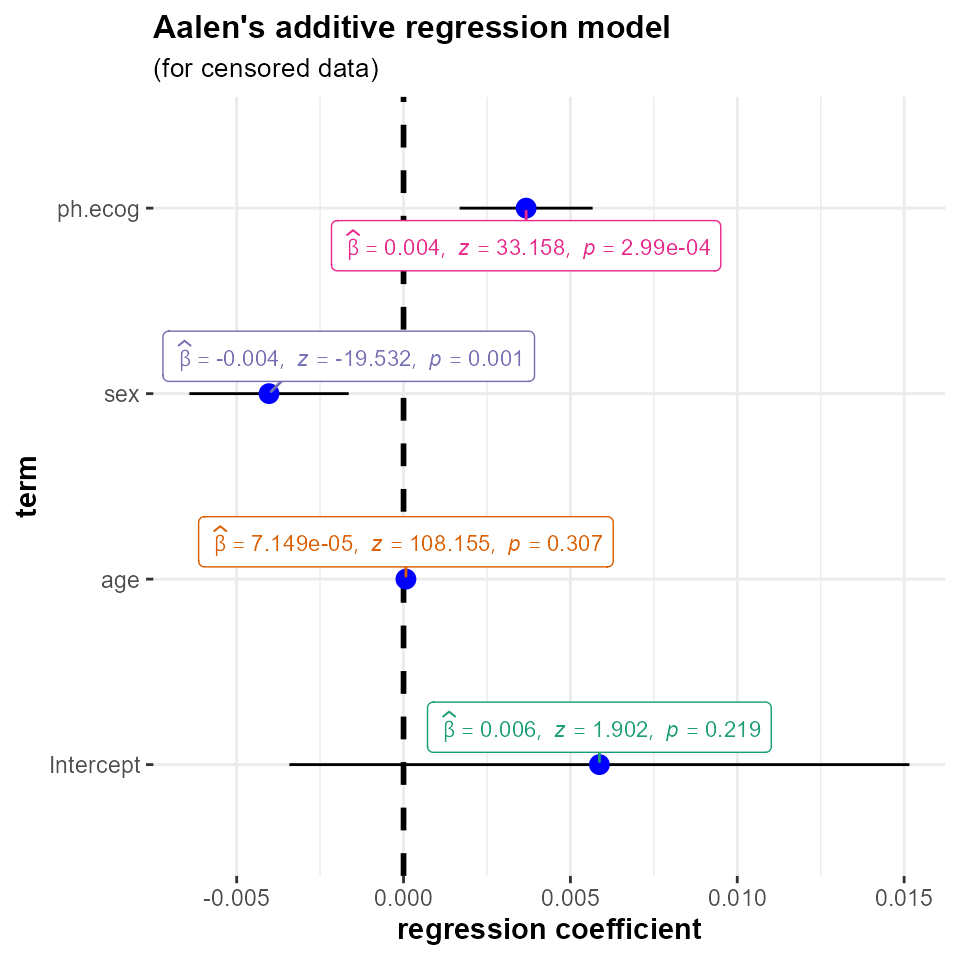 Aalen's additive regression model
(for censored data)
ph.ecog
β̂ = 0.004, z = 33.158, p = 2.99e-04
β̂ = -0.004, z = -19.532, p = 0.001
sex
term
β̂ = 7.149e-05, z = 108.155, p = 0.307
age
β̂ = 0.006, z = 1.902, p = 0.219
Intercept
-0.005 0.000 0.005 0.010 0.015
regression coefficient